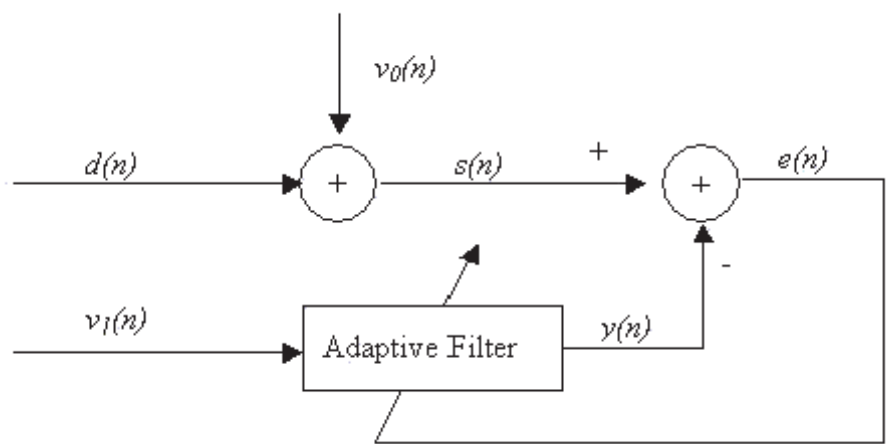 v₀(n)
d(n)
+
s(n)
+
+
e(n)
-
v₁(n)
Adaptive Filter
y(n)